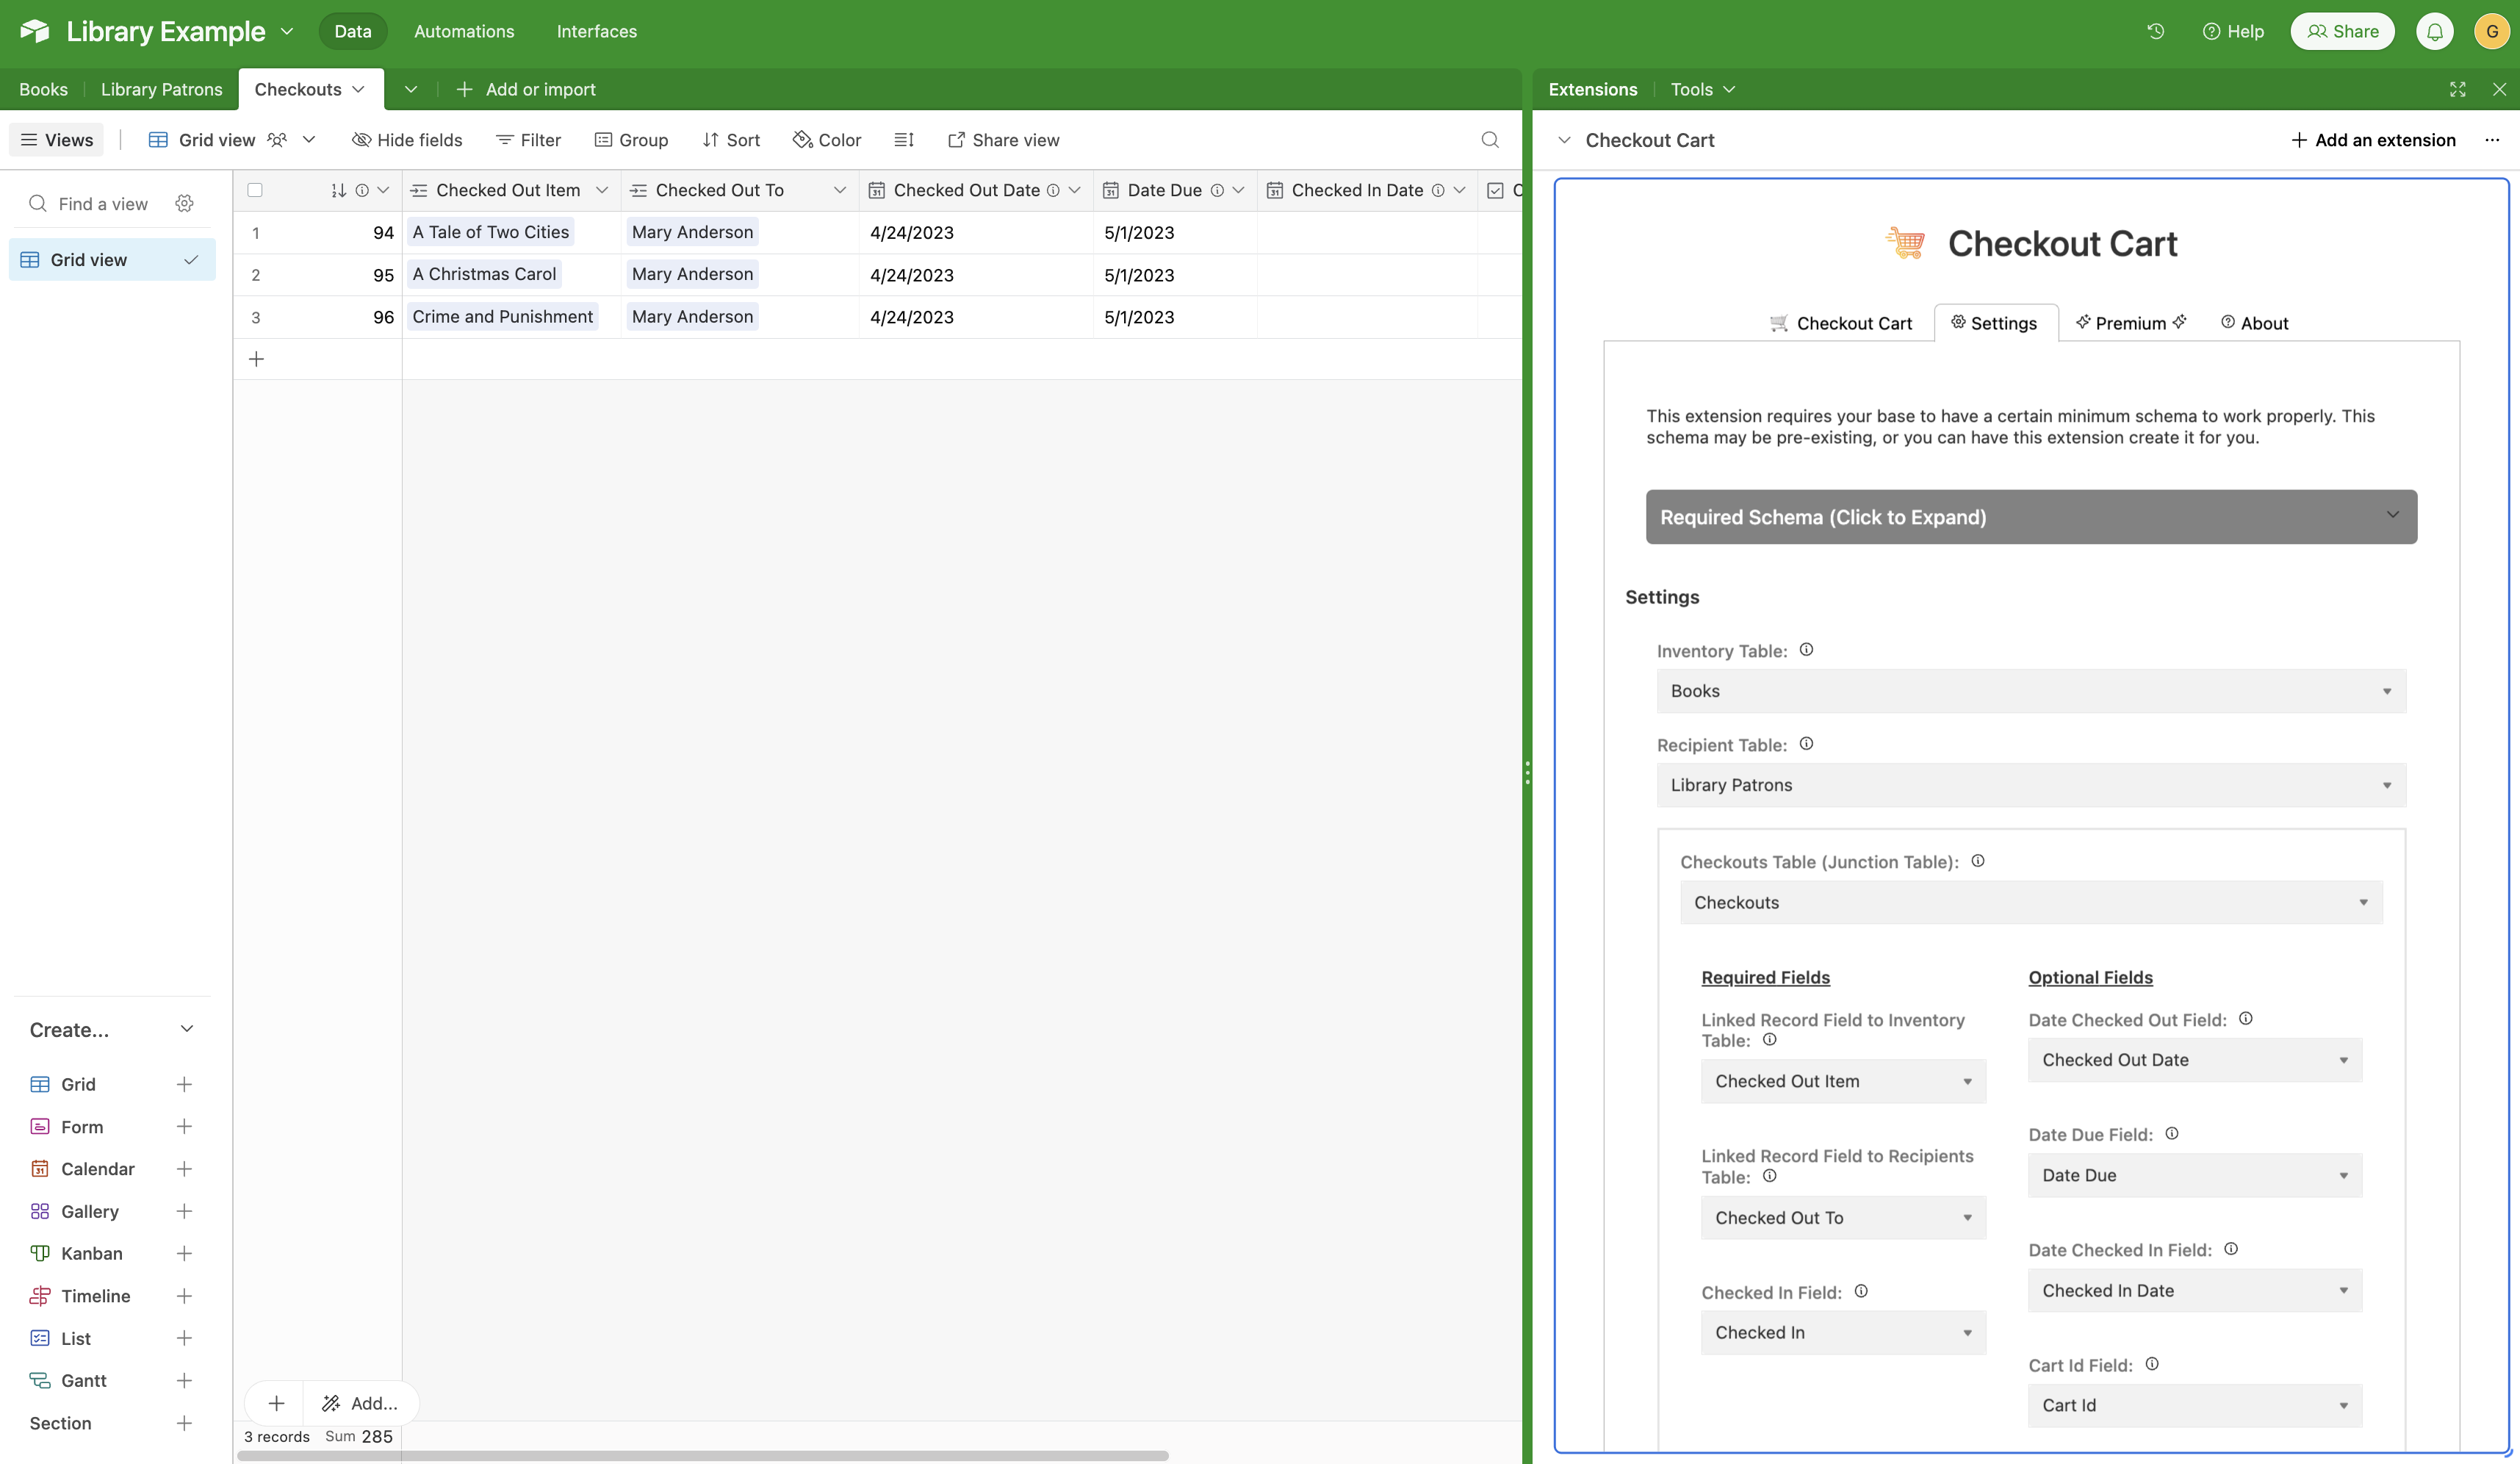 Library Example
Data
Automations
Interfaces
Help
Share
G
Books
Library Patrons
Checkouts
Add or import
Extensions
Tools
Views
Grid view
Hide fields
Filter
Group
Sort
Color
Share view
Checkout Cart
Add an extension
Find a view
Grid view
Checked Out Item
Checked Out To
Checked Out Date
Date Due
Checked In Date
C
1 94 A Tale of Two Cities Mary Anderson 4/24/2023 5/1/2023
2 95 A Christmas Carol Mary Anderson 4/24/2023 5/1/2023
3 96 Crime and Punishment Mary Anderson 4/24/2023 5/1/2023
Create...
Grid
Form
Calendar
Gallery
Kanban
Timeline
List
Gantt
Section
Add...
3 records Sum 285
Checkout Cart
Checkout Cart
Settings
Premium
About
This extension requires your base to have a certain minimum schema to work properly. This
schema may be pre-existing, or you can have this extension create it for you.
Required Schema (Click to Expand)
Settings
Inventory Table:
Books
Recipient Table:
Library Patrons
Checkouts Table (Junction Table):
Checkouts
Required Fields
Linked Record Field to Inventory
Table:
Checked Out Item
Linked Record Field to Recipients
Table:
Checked Out To
Checked In Field:
Checked In
Optional Fields
Date Checked Out Field:
Checked Out Date
Date Due Field:
Date Due
Date Checked In Field:
Checked In Date
Cart Id Field:
Cart Id